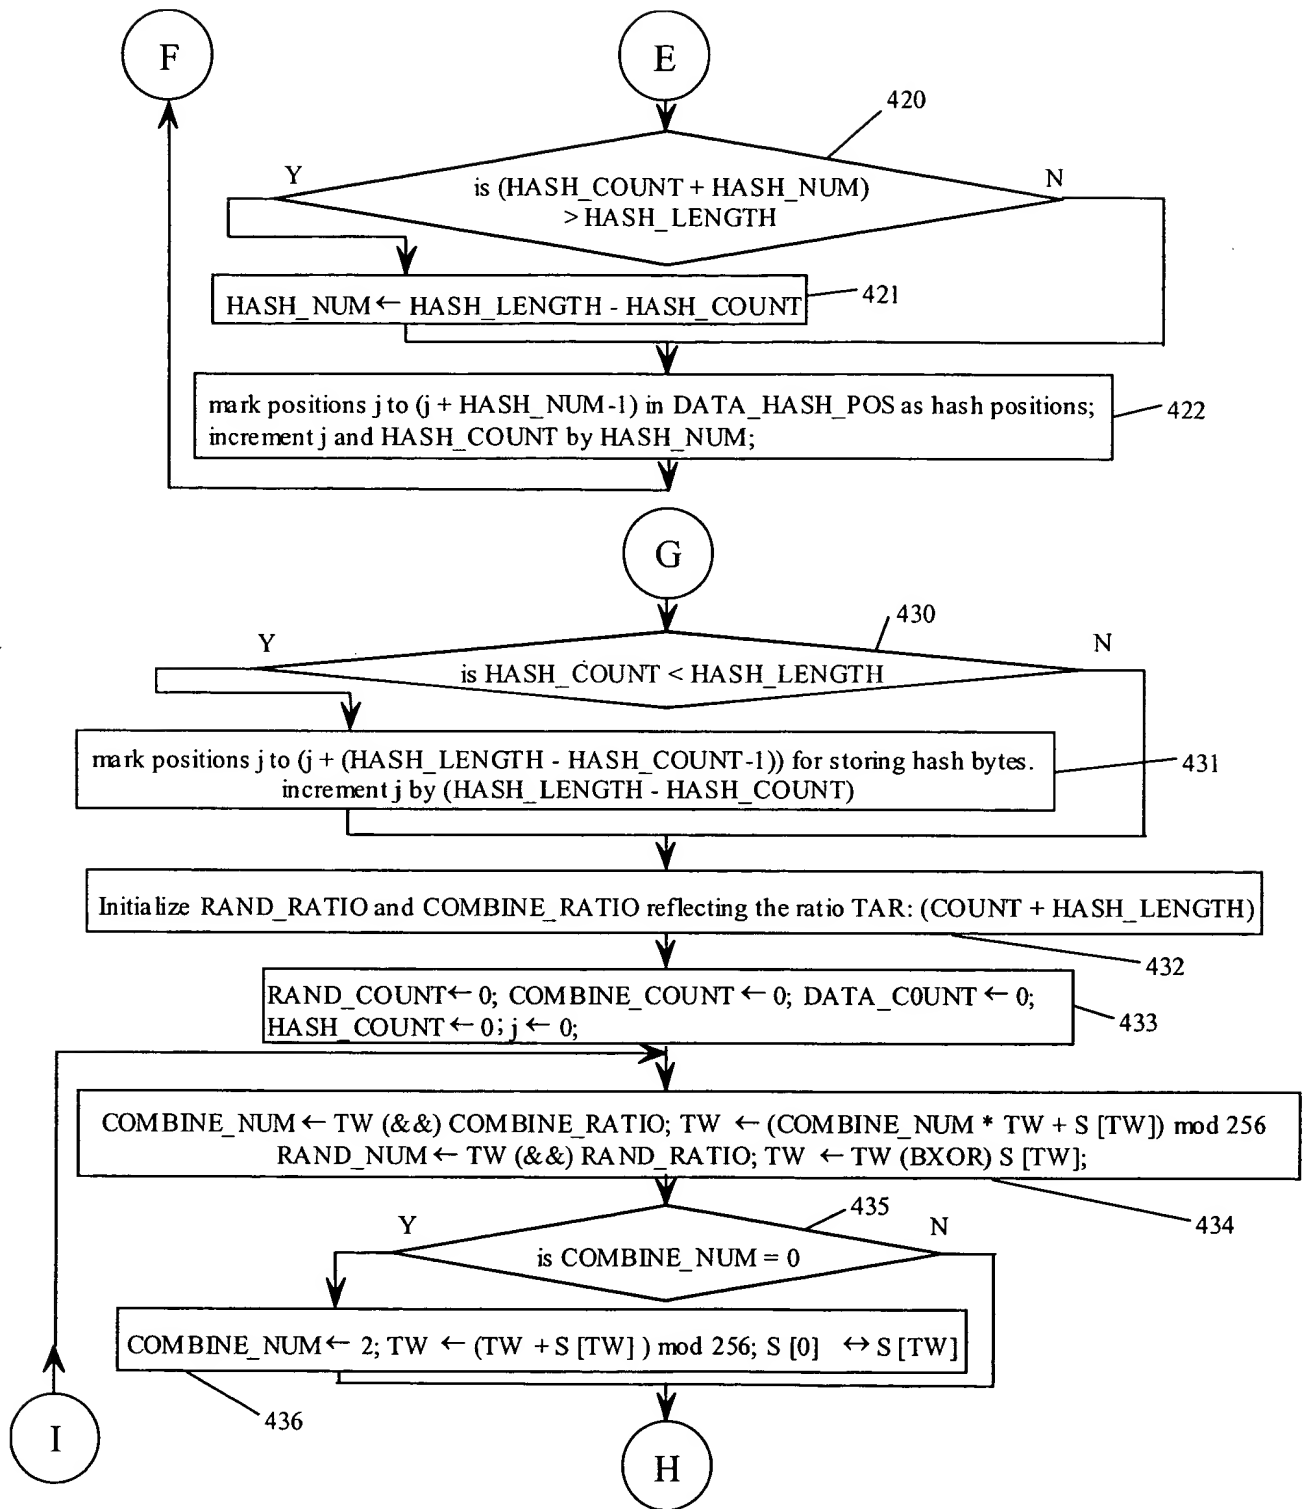 F
E
420
Y
N
is (HASH_COUNT + HASH_NUM)
> HASH_LENGTH
HASH_NUM ← HASH_LENGTH - HASH_COUNT
421
mark positions j to (j + HASH_NUM-1) in DATA_HASH_POS as hash positions;
increment j and HASH_COUNT by HASH_NUM;
422
G
430
Y
N
is HASH_COUNT < HASH_LENGTH
mark positions j to (j + (HASH_LENGTH - HASH_COUNT-1)) for storing hash bytes.
increment j by (HASH_LENGTH - HASH_COUNT)
431
Initialize RAND_RATIO and COMBINE_RATIO reflecting the ratio TAR: (COUNT + HASH_LENGTH)
432
RAND_COUNT ← 0; COMBINE_COUNT ← 0; DATA_C0UNT ← 0;
HASH_COUNT ← 0; j ← 0;
433
COMBINE_NUM ← TW (&&) COMBINE_RATIO; TW ← (COMBINE_NUM * TW + S [TW]) mod 256
RAND_NUM ← TW (&&) RAND_RATIO; TW ← TW (BXOR) S [TW];
434
435
Y
N
is COMBINE_NUM = 0
COMBINE_NUM ← 2; TW ← (TW + S [TW] ) mod 256; S [0] ↔ S [TW]
436
I
H